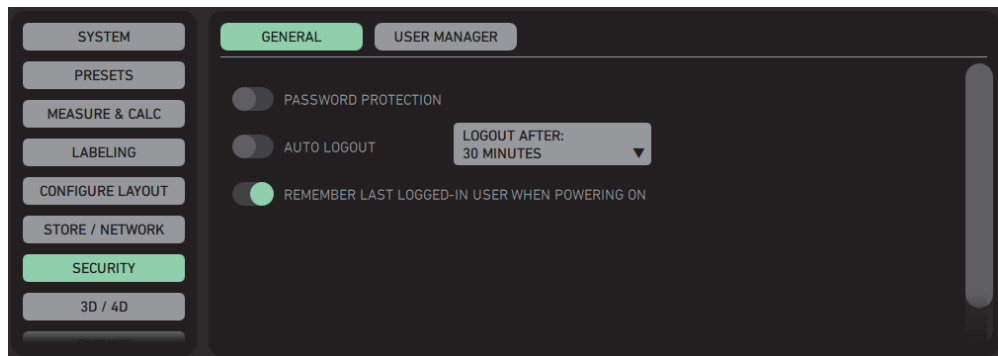 SYSTEM
PRESETS
MEASURE & CALC
LABELING
CONFIGURE LAYOUT
STORE / NETWORK
SECURITY
3D / 4D
GENERAL
USER MANAGER
PASSWORD PROTECTION
AUTO LOGOUT
LOGOUT AFTER:
30 MINUTES
REMEMBER LAST LOGGED-IN USER WHEN POWERING ON